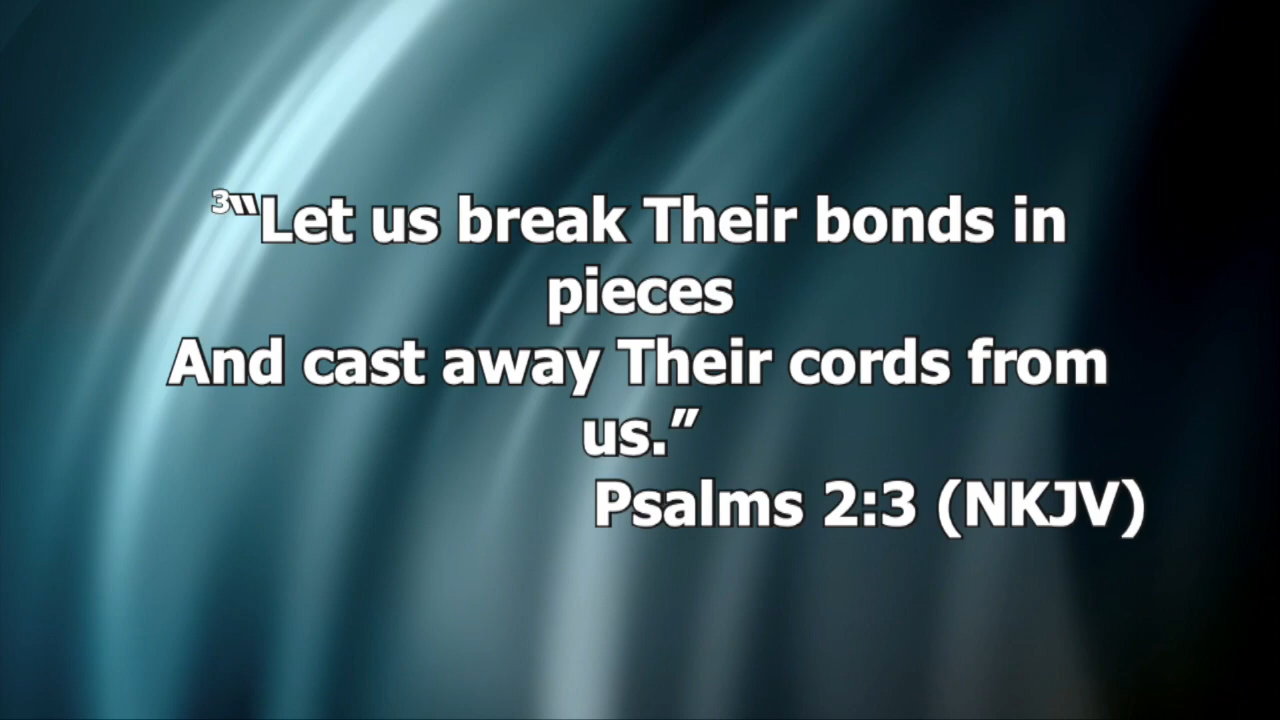 ³“Let us break Their bonds in
pieces
And cast away Their cords from
us.”
Psalms 2:3 (NKJV)